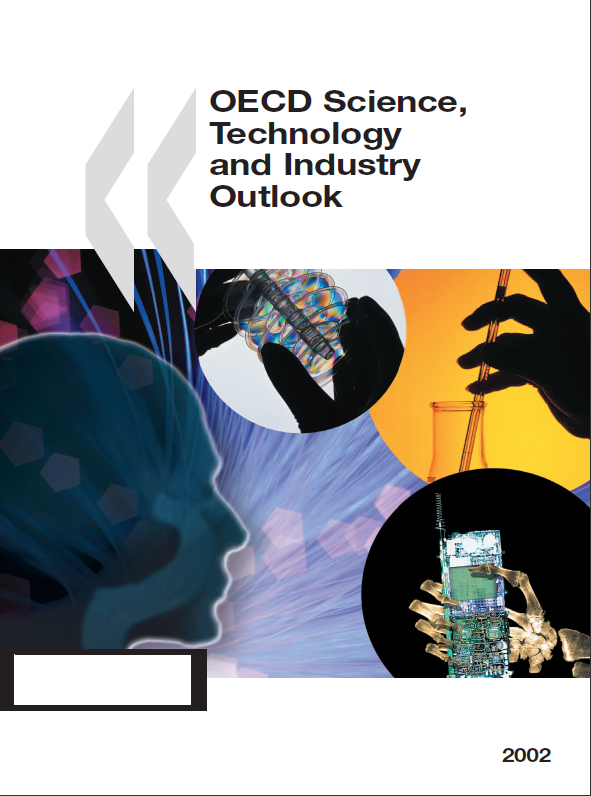 OECD Science,
Technology
and Industry
Outlook
2002